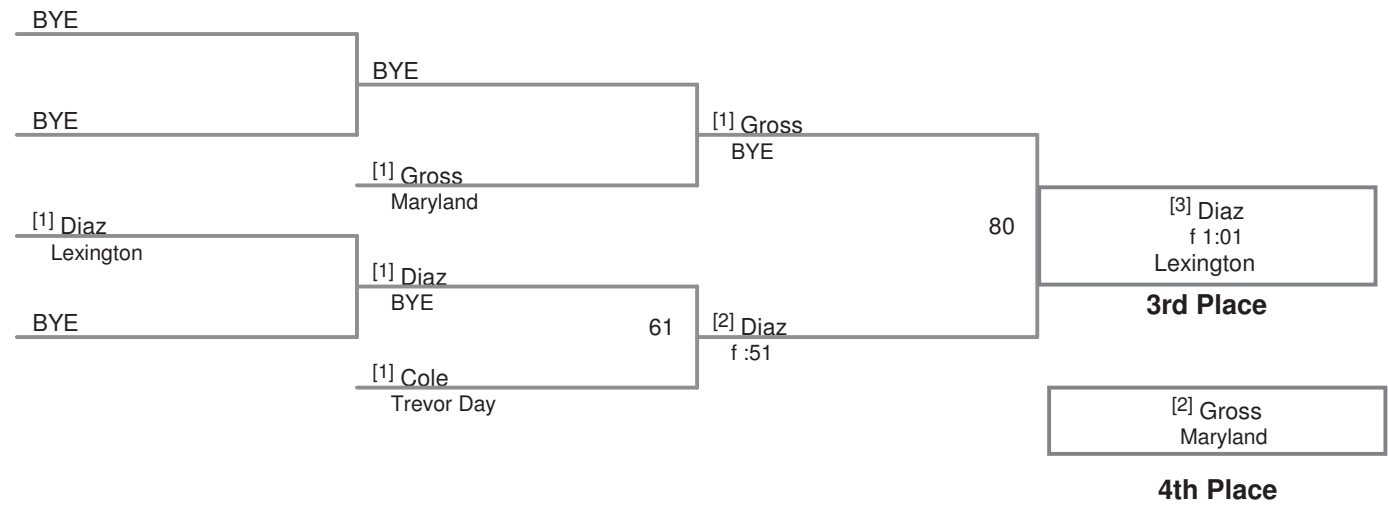 BYE
BYE
BYE
[1] Gross
BYE
[1] Gross
Maryland
[1] Diaz
Lexington
[1] Diaz
BYE
BYE
61
[2] Diaz
f :51
[1] Cole
Trevor Day
80
[3] Diaz
f 1:01
Lexington
3rd Place
[2] Gross
Maryland
4th Place